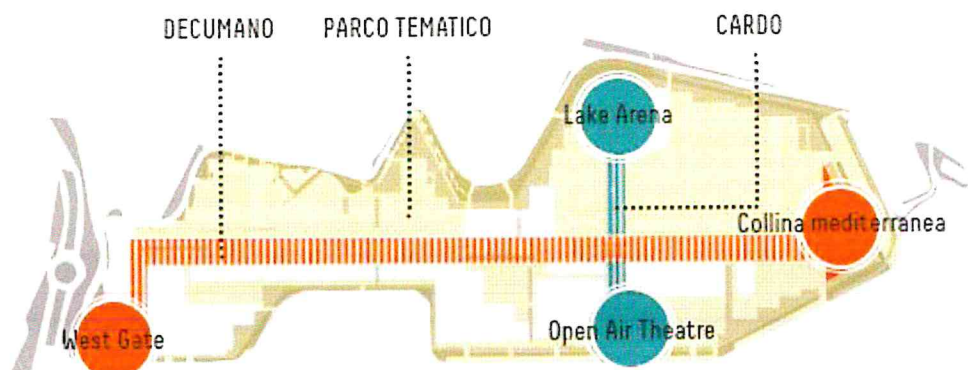 DECUMANO
PARCO TEMATICO
CARDO
Lake Arena
Collina mediterranea
West Gate
Open Air Theatre